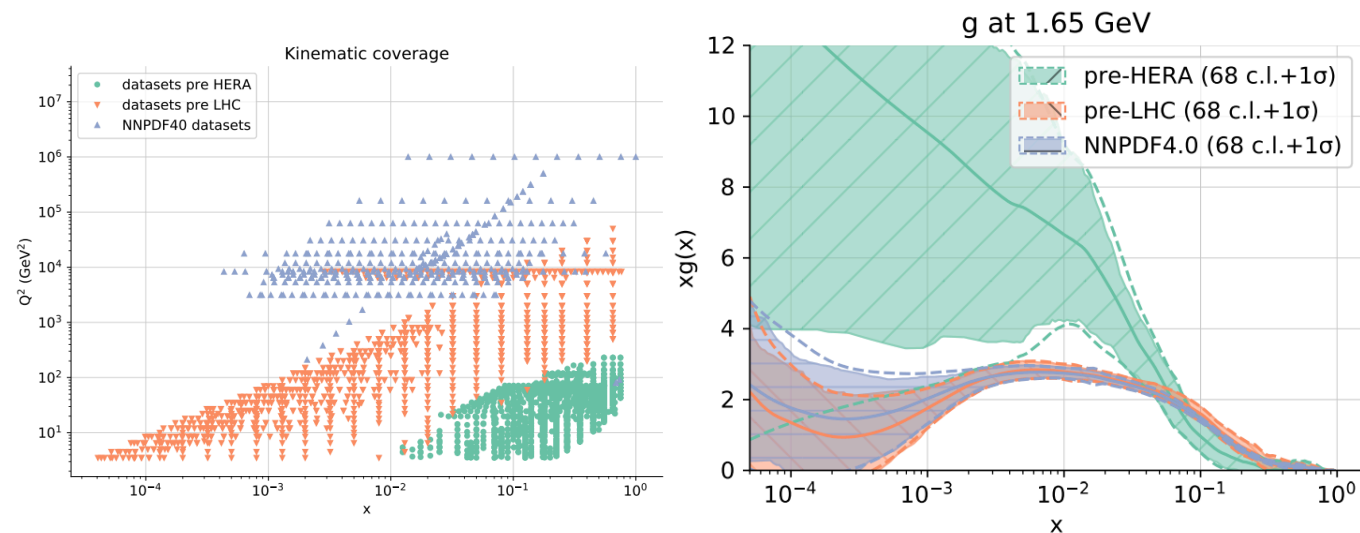 Kinematic coverage
datasets pre HERA
datasets pre LHC
NNPDF40 datasets
Q² (GeV²)
10⁷
10⁶
10⁵
10⁴
10³
10²
10¹
10⁻⁴ 10⁻³ 10⁻² 10⁻¹ 10⁰
x
g at 1.65 GeV
pre-HERA (68 c.l.+1σ)
pre-LHC (68 c.l.+1σ)
NNPDF4.0 (68 c.l.+1σ)
xg(x)
12
10
8
6
4
2
0
10⁻⁴ 10⁻³ 10⁻² 10⁻¹ 10⁰
x